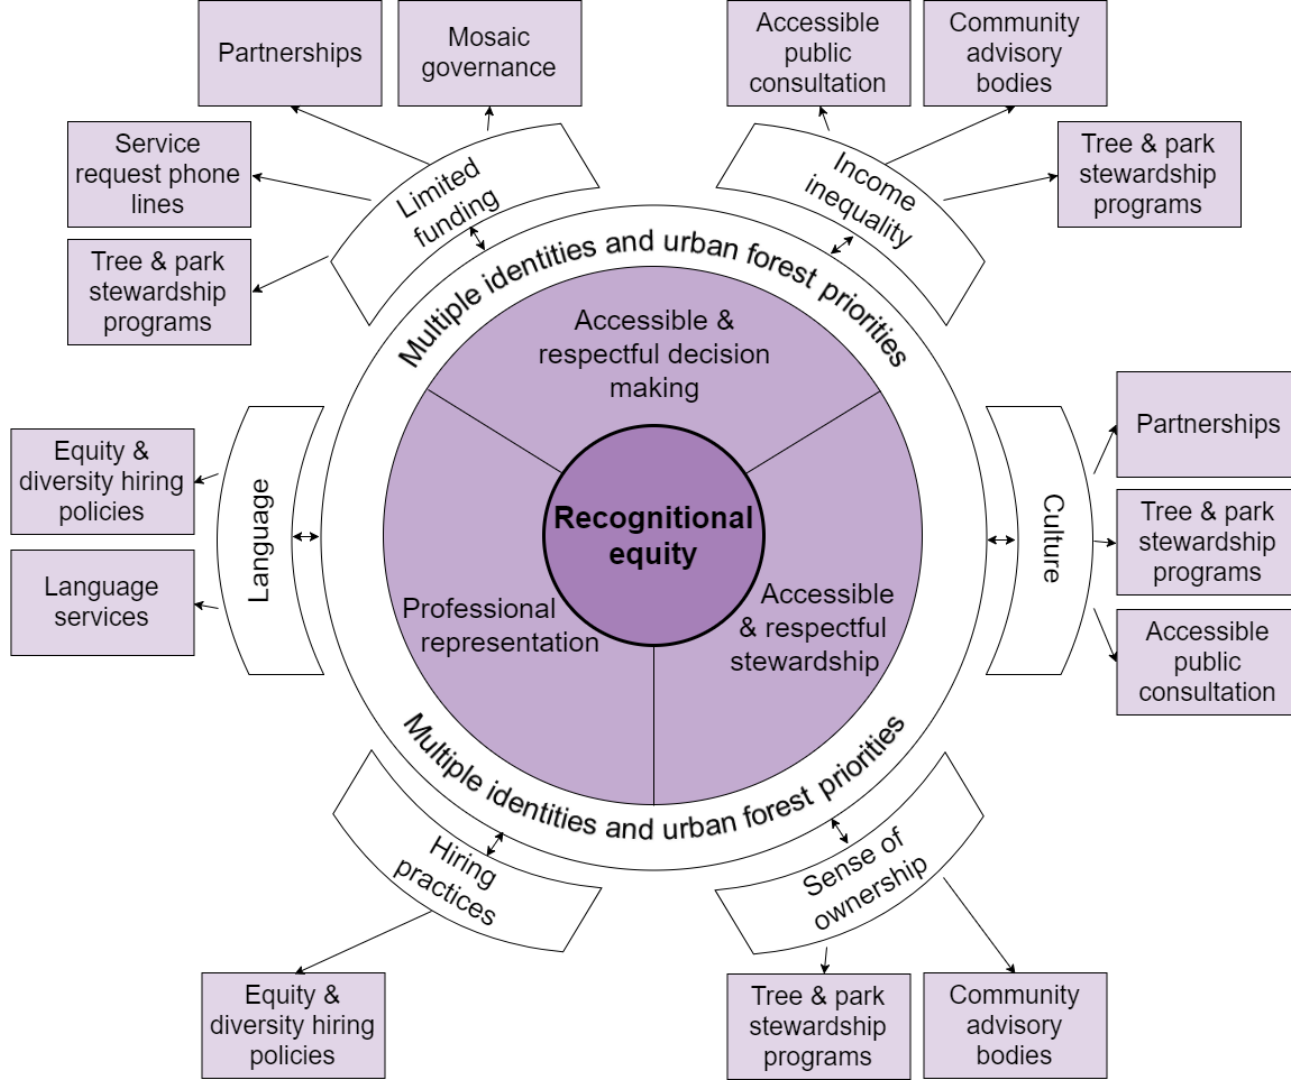 Partnerships
Mosaic
governance
Accessible
public
consultation
Community
advisory
bodies
Service
request phone
lines
Tree & park
stewardship
programs
Limited
funding
Income
inequality
Tree & park
stewardship
programs
Multiple identities and urban forest priorities
Accessible &
respectful decision
making
Equity &
diversity hiring
policies
Language
services
Language
Recognitional
equity
Professional
representation
Accessible
& respectful
stewardship
Culture
Partnerships
Tree & park
stewardship
programs
Accessible
public
consultation
Multiple identities and urban forest priorities
Hiring
practices
Sense of
ownership
Equity &
diversity hiring
policies
Tree & park
stewardship
programs
Community
advisory
bodies